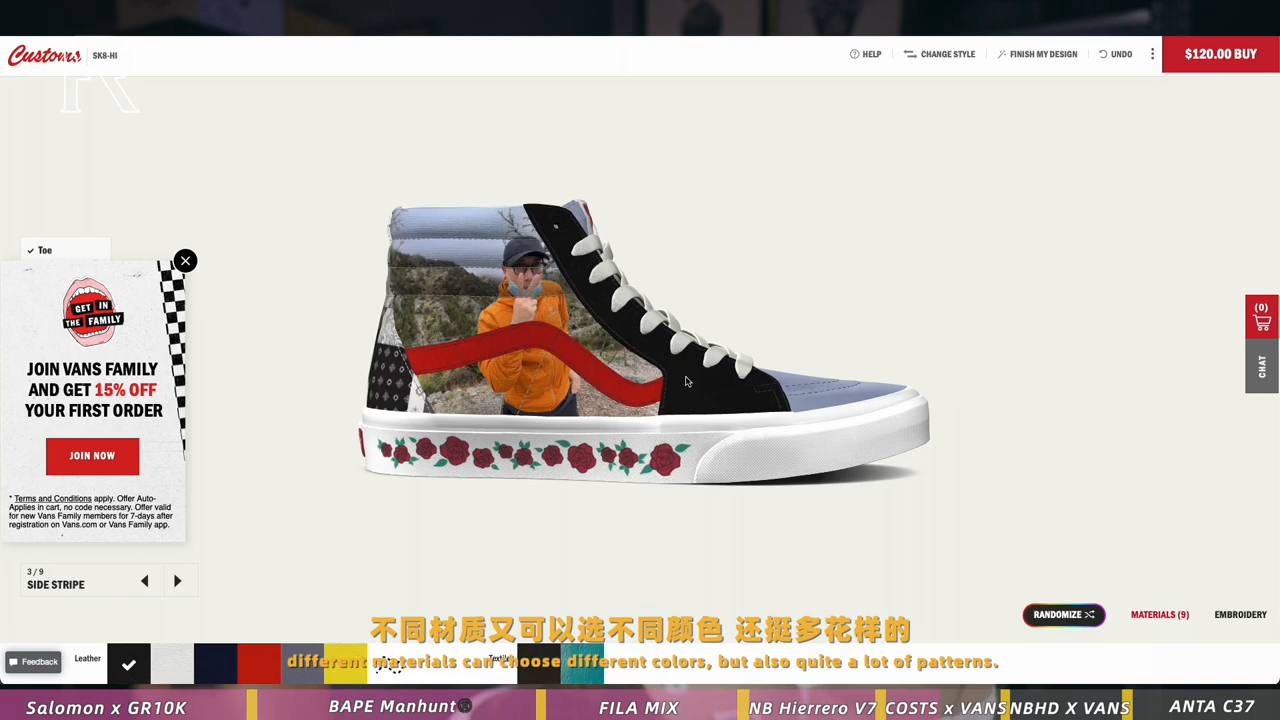 Customs
SK8-HI
HELP
CHANGE STYLE
FINISH MY DESIGN
UNDO
$120.00 BUY
R
Toe
GET IN
THE FAMILY
JOIN VANS FAMILY
AND GET 15% OFF
YOUR FIRST ORDER
JOIN NOW
* Terms and Conditions apply. Offer Auto-
Applies in cart, no code necessary. Offer valid
for new Vans Family members for 7-days after
registration on Vans.com or Vans Family app.
.
(0)
CHAT
3 / 9
SIDE STRIPE
RANDOMIZE
MATERIALS (9)
EMBROIDERY
不同材质又可以选不同颜色 还挺多花样的
Feedback
Leather
different materials can choose different colors, but also quite a lot of patterns.
Salomon x GR10K
BAPE Manhunt
FILA MIX
NB Hierrero V7
COSTS x VANS
NBHD X VANS
ANTA C37